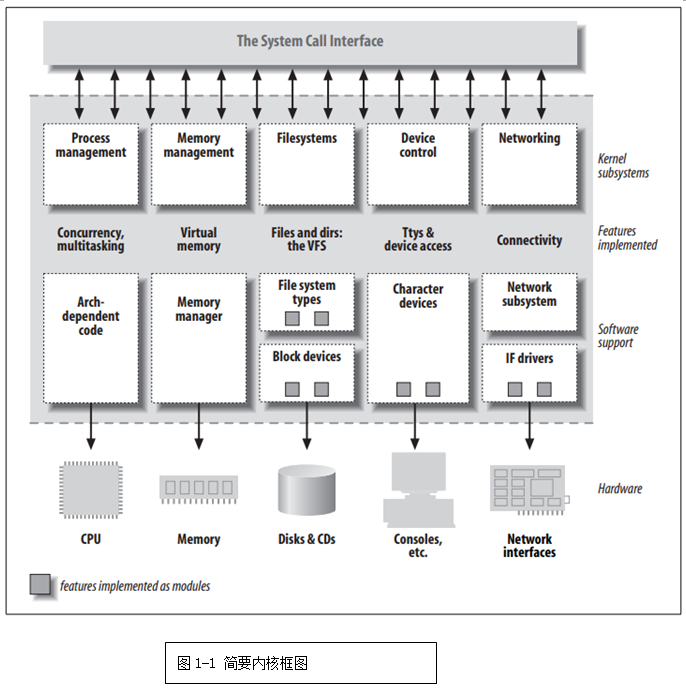 The System Call Interface
Process
management
Memory
management
Filesystems
Device
control
Networking
Kernel
subsystems
Concurrency,
multitasking
Virtual
memory
Files and dirs:
the VFS
Ttys &
device access
Connectivity
Features
implemented
Arch-
dependent
code
Memory
manager
File system
types
Block devices
Character
devices
Network
subsystem
IF drivers
Software
support
Hardware
CPU
Memory
Disks & CDs
Consoles,
etc.
Network
interfaces
features implemented as modules
图 1-1 简要内核框图